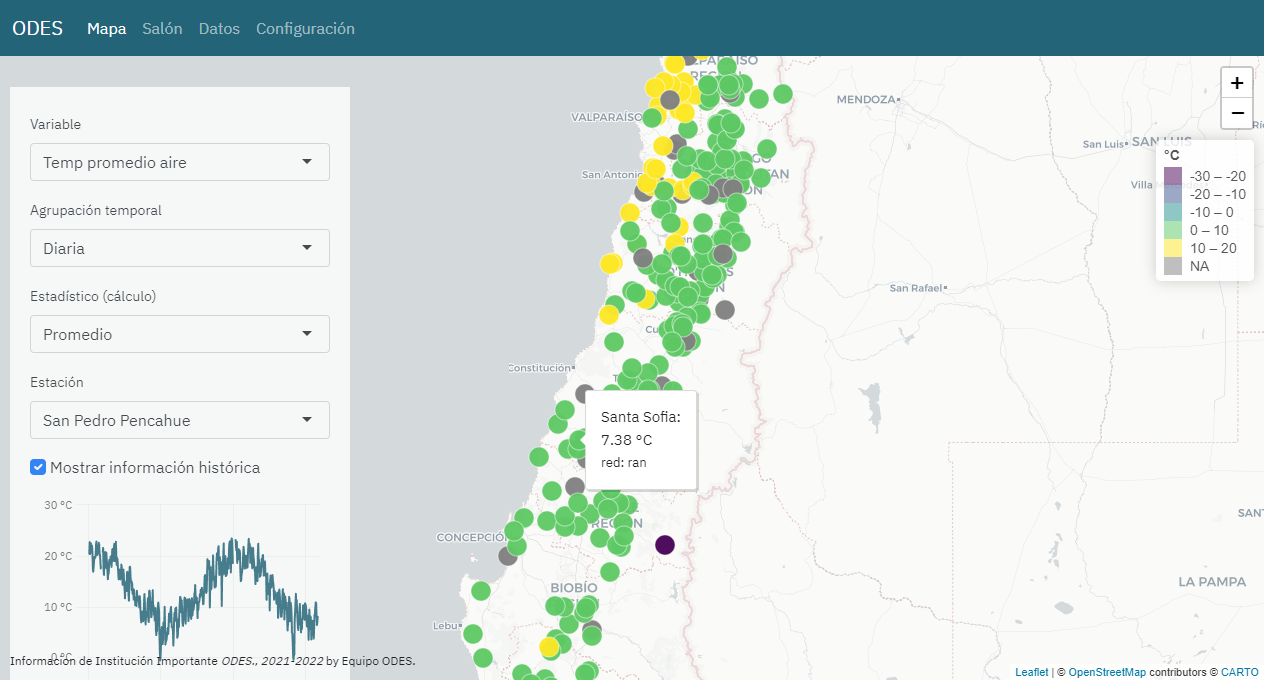 ODES Mapa Salón Datos Configuración
Variable
Temp promedio aire
Agrupación temporal
Diaria
Estadístico (cálculo)
Promedio
Estación
San Pedro Pencahue
Mostrar información histórica
30 °C
20 °C
10 °C
0 °C
Información de Institución Importante ODES., 2021-2022 by Equipo ODES.
VALPARAÍSO
San Antonio
Constitución
CONCEPCIÓN
REGIÓN
BIOBÍO
Lebu
Santa Sofia:
7.38 °C
red: ran
MENDOZA
San Luis
SAN LUIS
San Rafael
LA PAMPA
+
−
°C
-30 – -20
-20 – -10
-10 – 0
0 – 10
10 – 20
NA
Leaflet | © OpenStreetMap contributors © CARTO